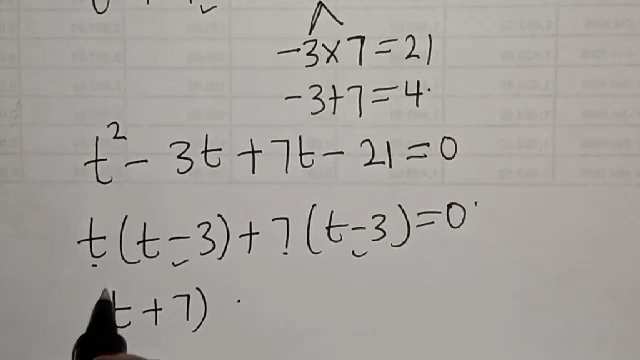 -3×7=21
-3+7=4.
t² - 3t + 7t - 21 = 0
t(t-3) + 7(t-3) = 0
t + 7)